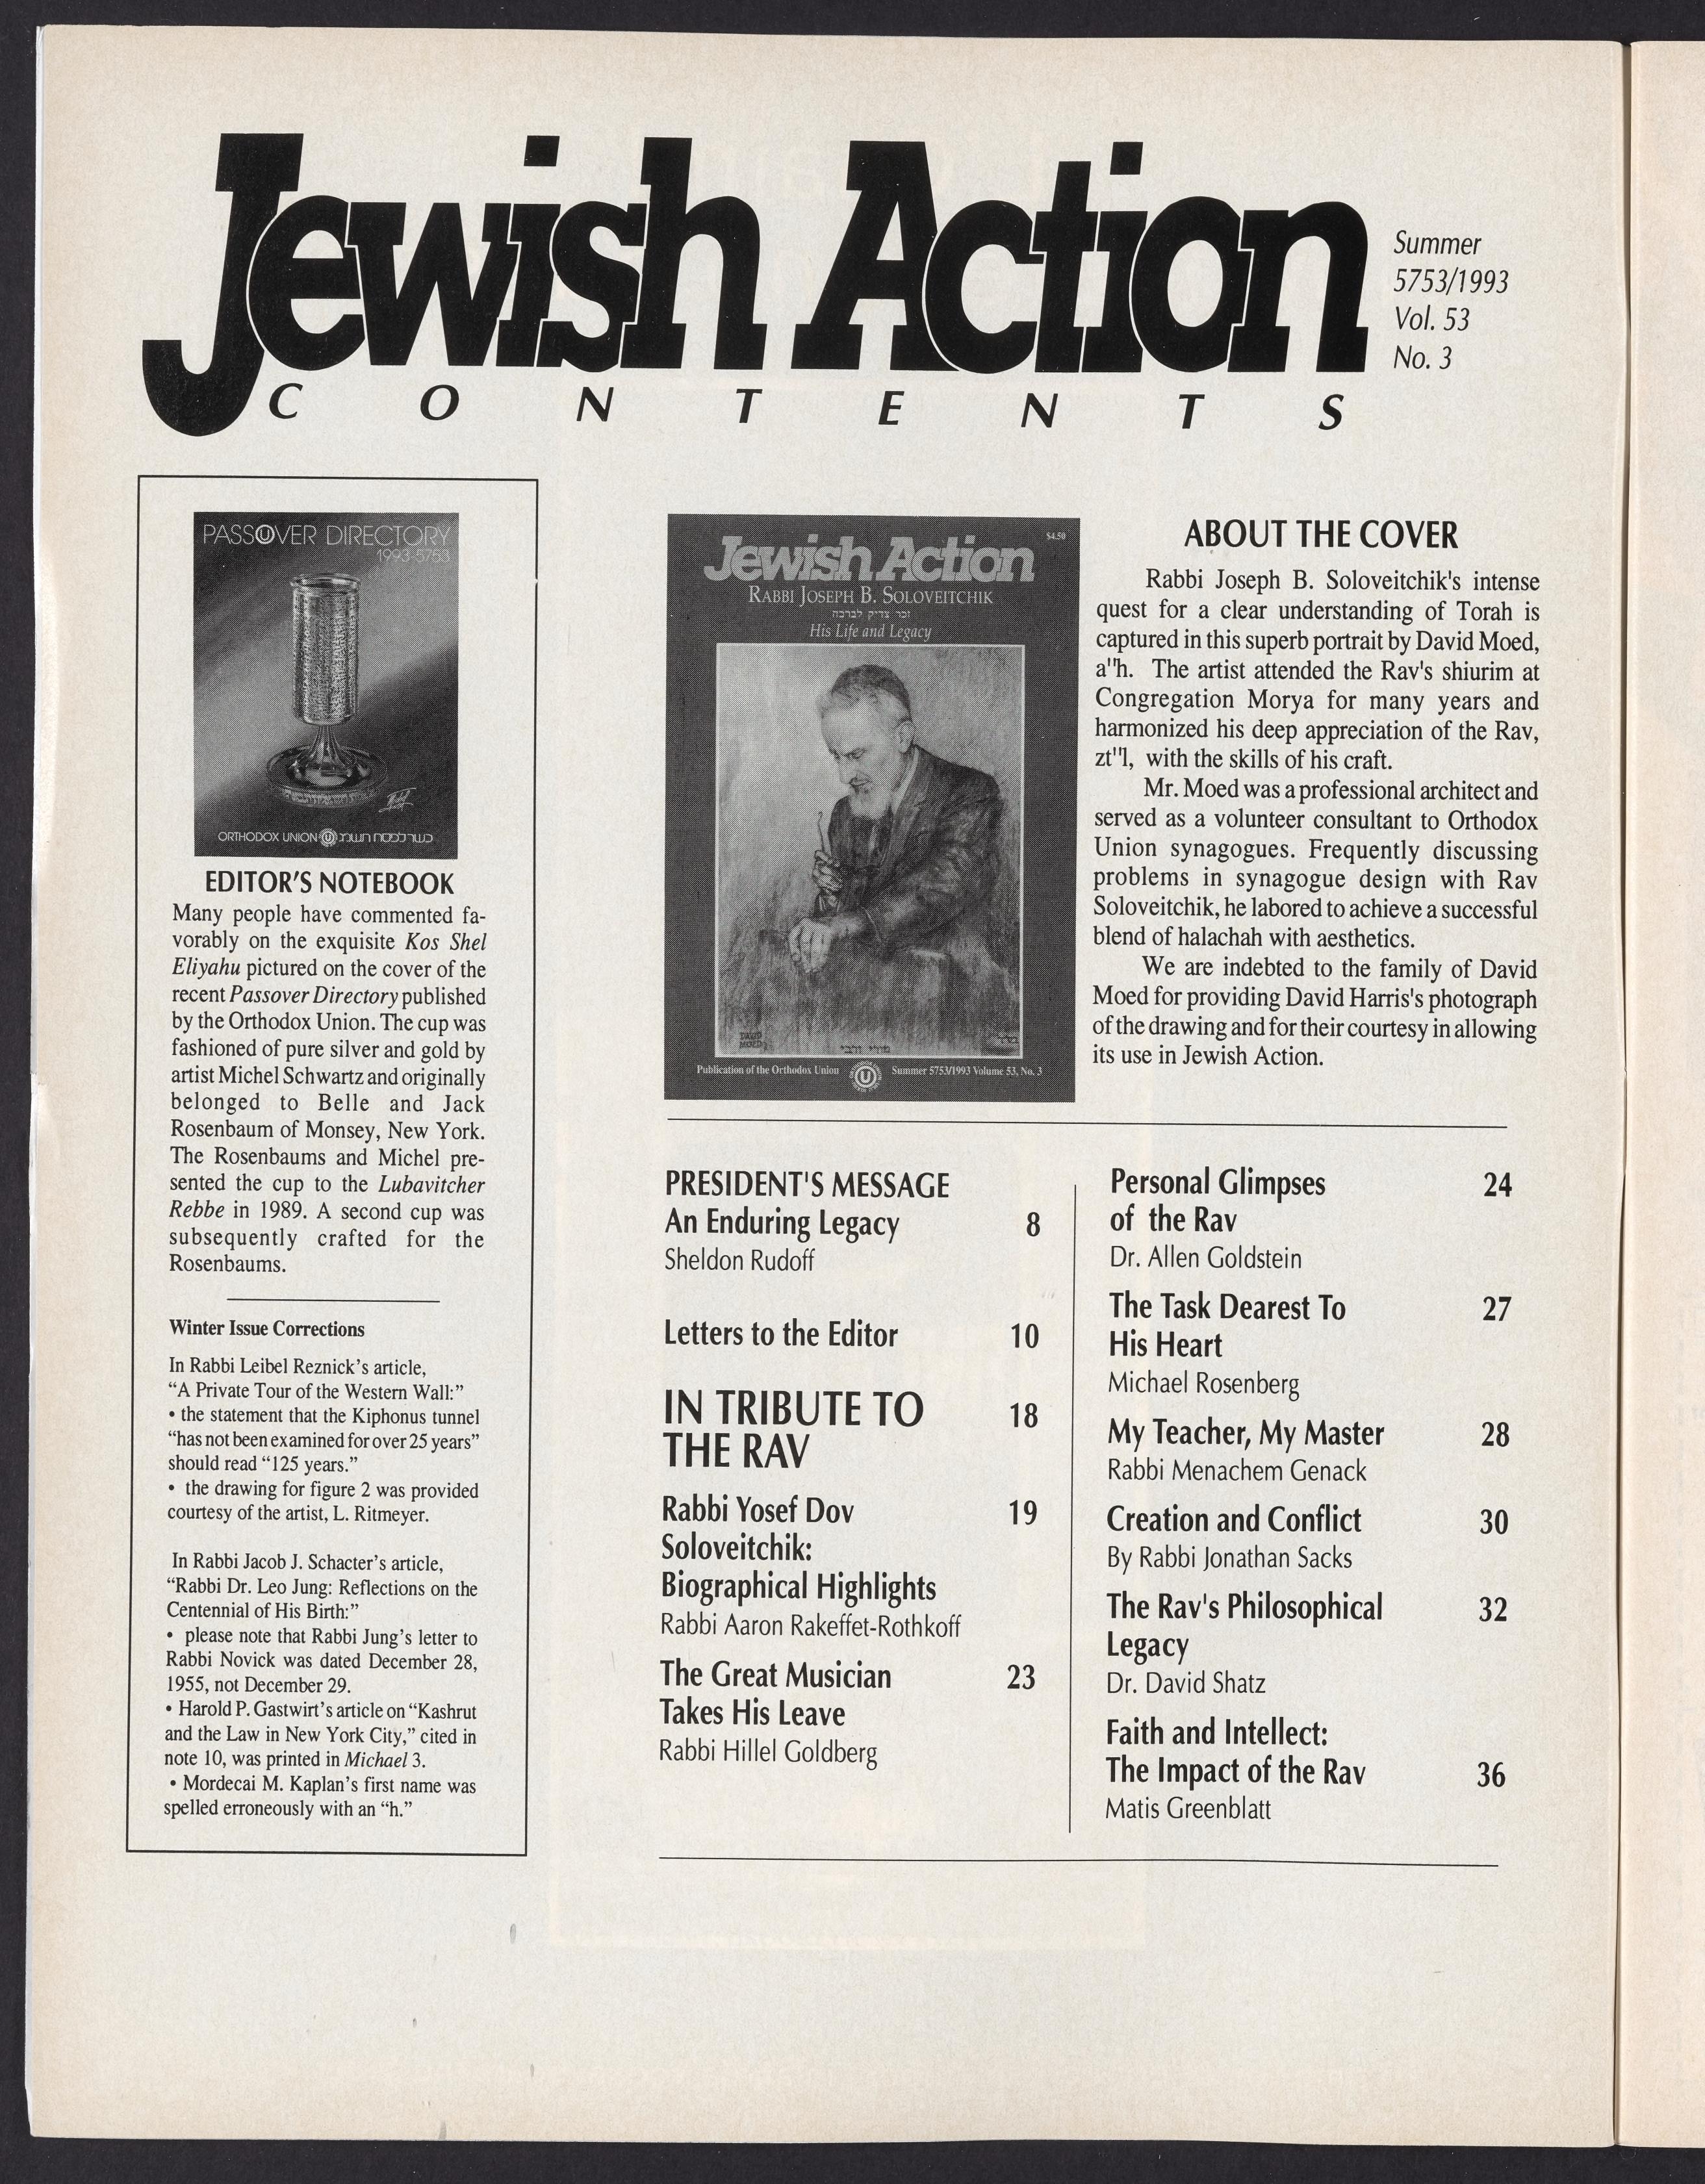 Jewish Action
Summer
5753/1993
Vol. 53
No. 3
CONTENTS
PASSOVER DIRECTORY
1993-5753
ORTHODOX UNION
EDITOR’S NOTEBOOK
Many people have commented fa-
vorably on the exquisite Kos Shel
Eliyahu pictured on the cover of the
recent Passover Directory published
by the Orthodox Union. The cup was
fashioned of pure silver and gold by
artist Michel Schwartz and originally
belonged to Belle and Jack
Rosenbaum of Monsey, New York.
The Rosenbaums and Michel pre-
sented the cup to the Lubavitcher
Rebbe in 1989. A second cup was
subsequently crafted for the
Rosenbaums.
Winter Issue Corrections
In Rabbi Leibel Reznick’s article,
“A Private Tour of the Western Wall:”
• the statement that the Kiphonus tunnel
“has not been examined for over 25 years”
should read “125 years.”
• the drawing for figure 2 was provided
courtesy of the artist, L. Ritmeyer.
In Rabbi Jacob J. Schacter’s article,
“Rabbi Dr. Leo Jung: Reflections on the
Centennial of His Birth:”
• please note that Rabbi Jung’s letter to
Rabbi Novick was dated December 28,
1955, not December 29.
• Harold P. Gastwirt’s article on “Kashrut
and the Law in New York City,” cited in
note 10, was printed in Michael 3.
• Mordecai M. Kaplan’s first name was
spelled erroneously with an “h.”
$4.50
Jewish Action
RABBI JOSEPH B. SOLOVEITCHIK
זכר צדיק לברכה
His Life and Legacy
DAVID
MOED
Publication of the Orthodox Union U Summer 5753/1993 Volume 53, No. 3
ABOUT THE COVER
Rabbi Joseph B. Soloveitchik's intense
quest for a clear understanding of Torah is
captured in this superb portrait by David Moed,
a"h. The artist attended the Rav's shiurim at
Congregation Morya for many years and
harmonized his deep appreciation of the Rav,
zt"l, with the skills of his craft.
Mr. Moed was a professional architect and
served as a volunteer consultant to Orthodox
Union synagogues. Frequently discussing
problems in synagogue design with Rav
Soloveitchik, he labored to achieve a successful
blend of halachah with aesthetics.
We are indebted to the family of David
Moed for providing David Harris's photograph
of the drawing and for their courtesy in allowing
its use in Jewish Action.
PRESIDENT'S MESSAGE
An Enduring Legacy 8
Sheldon Rudoff
Letters to the Editor 10
IN TRIBUTE TO 18
THE RAV
Rabbi Yosef Dov 19
Soloveitchik:
Biographical Highlights
Rabbi Aaron Rakeffet-Rothkoff
The Great Musician 23
Takes His Leave
Rabbi Hillel Goldberg
Personal Glimpses 24
of the Rav
Dr. Allen Goldstein
The Task Dearest To 27
His Heart
Michael Rosenberg
My Teacher, My Master 28
Rabbi Menachem Genack
Creation and Conflict 30
By Rabbi Jonathan Sacks
The Rav's Philosophical 32
Legacy
Dr. David Shatz
Faith and Intellect:
The Impact of the Rav 36
Matis Greenblatt